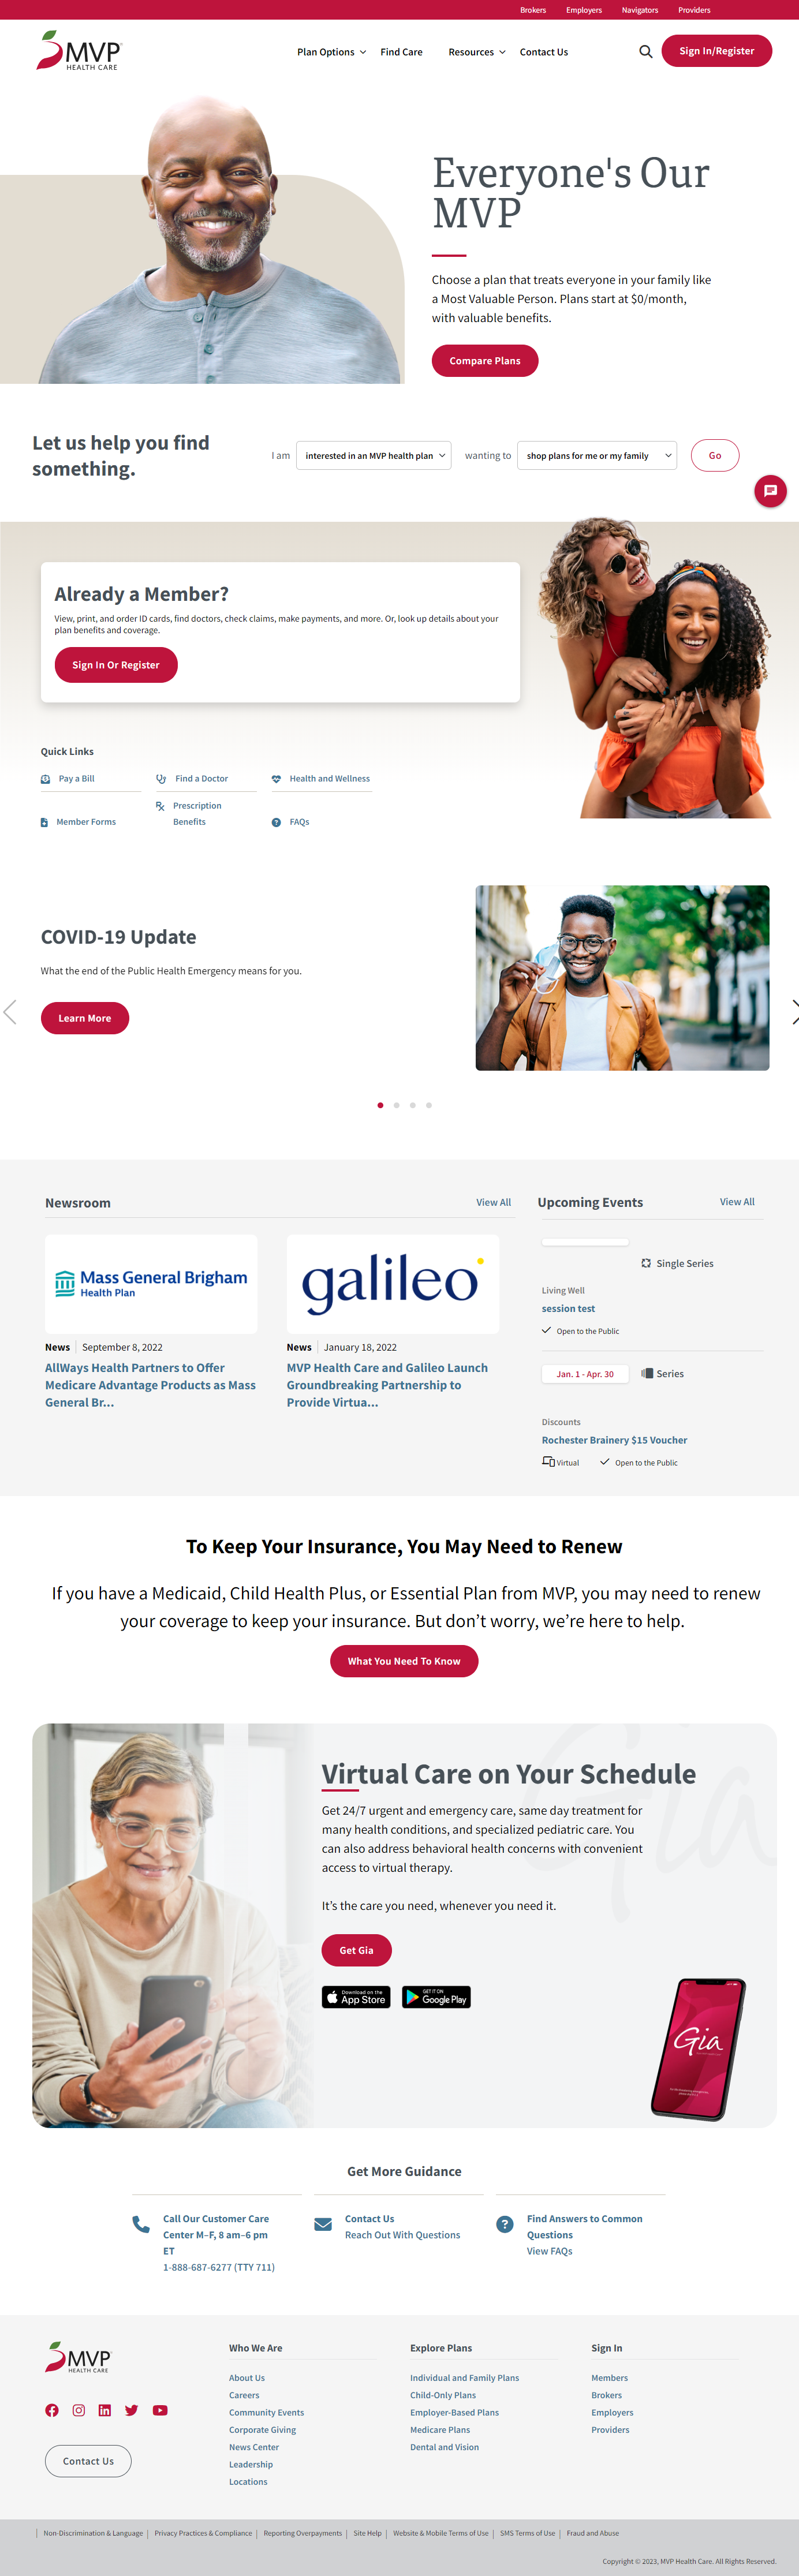 Brokers Employers Navigators Providers
MVP
HEALTH CARE
Plan Options Find Care Resources Contact Us Sign In/Register
Everyone's Our
MVP
Choose a plan that treats everyone in your family like
a Most Valuable Person. Plans start at $0/month,
with valuable benefits.
Compare Plans
Let us help you find
something.
I am interested in an MVP health plan wanting to shop plans for me or my family Go
Already a Member?
View, print, and order ID cards, find doctors, check claims, make payments, and more. Or, look up details about your
plan benefits and coverage.
Sign In Or Register
Quick Links
Pay a Bill Find a Doctor Health and Wellness
Member Forms Prescription
Benefits FAQs
COVID-19 Update
What the end of the Public Health Emergency means for you.
Learn More
Newsroom View All
Mass General Brigham
Health Plan
News September 8, 2022
AllWays Health Partners to Offer
Medicare Advantage Products as Mass
General Br...
galileo
News January 18, 2022
MVP Health Care and Galileo Launch
Groundbreaking Partnership to
Provide Virtua...
Upcoming Events View All
Single Series
Living Well
session test
Open to the Public
Jan. 1 - Apr. 30 Series
Discounts
Rochester Brainery $15 Voucher
Virtual Open to the Public
To Keep Your Insurance, You May Need to Renew
If you have a Medicaid, Child Health Plus, or Essential Plan from MVP, you may need to renew
your coverage to keep your insurance. But don’t worry, we’re here to help.
What You Need To Know
Virtual Care on Your Schedule
Get 24/7 urgent and emergency care, same day treatment for
many health conditions, and specialized pediatric care. You
can also address behavioral health concerns with convenient
access to virtual therapy.
It’s the care you need, whenever you need it.
Get Gia
Download on the
App Store
GET IT ON
Google Play
Gia
Gia
Get More Guidance
Call Our Customer Care
Center M–F, 8 am–6 pm
ET
1-888-687-6277 (TTY 711)
Contact Us
Reach Out With Questions
Find Answers to Common
Questions
View FAQs
MVP
HEALTH CARE
Contact Us
Who We Are
About Us
Careers
Community Events
Corporate Giving
News Center
Leadership
Locations
Explore Plans
Individual and Family Plans
Child-Only Plans
Employer-Based Plans
Medicare Plans
Dental and Vision
Sign In
Members
Brokers
Employers
Providers
Non-Discrimination & Language | Privacy Practices & Compliance | Reporting Overpayments | Site Help | Website & Mobile Terms of Use | SMS Terms of Use | Fraud and Abuse
Copyright © 2023, MVP Health Care. All Rights Reserved.